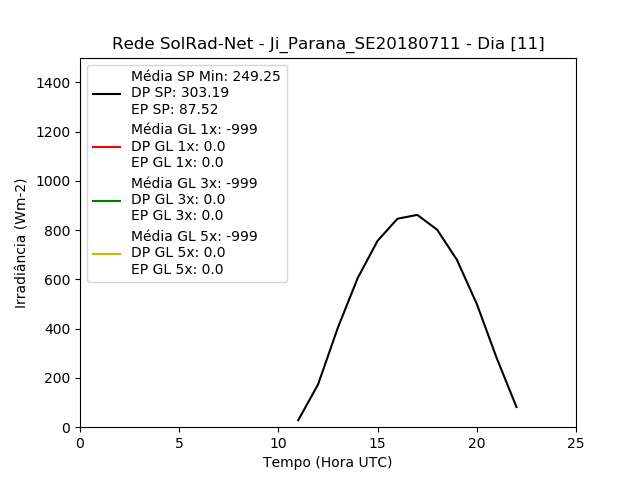 Rede SolRad-Net - Ji_Parana_SE20180711 - Dia [11]
Irradiância (Wm-2)
1400
1200
1000
800
600
400
200
0
Média SP Min: 249.25
DP SP: 303.19
EP SP: 87.52
Média GL 1x: -999
DP GL 1x: 0.0
EP GL 1x: 0.0
Média GL 3x: -999
DP GL 3x: 0.0
EP GL 3x: 0.0
Média GL 5x: -999
DP GL 5x: 0.0
EP GL 5x: 0.0
0 5 10 15 20 25
Tempo (Hora UTC)